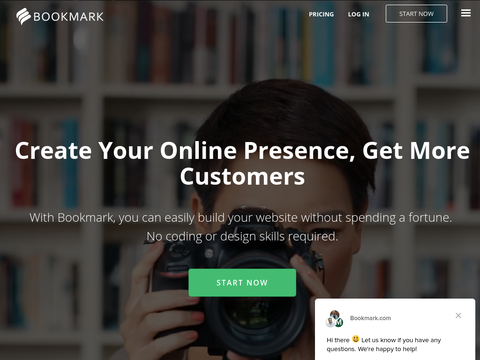 BOOKMARK
PRICING
LOG IN
START NOW
Create Your Online Presence, Get More
Customers
With Bookmark, you can easily build your website without spending a fortune.
No coding or design skills required.
START NOW
Bookmark.com
Hi there 😀 Let us know if you have any
questions. We're happy to help!